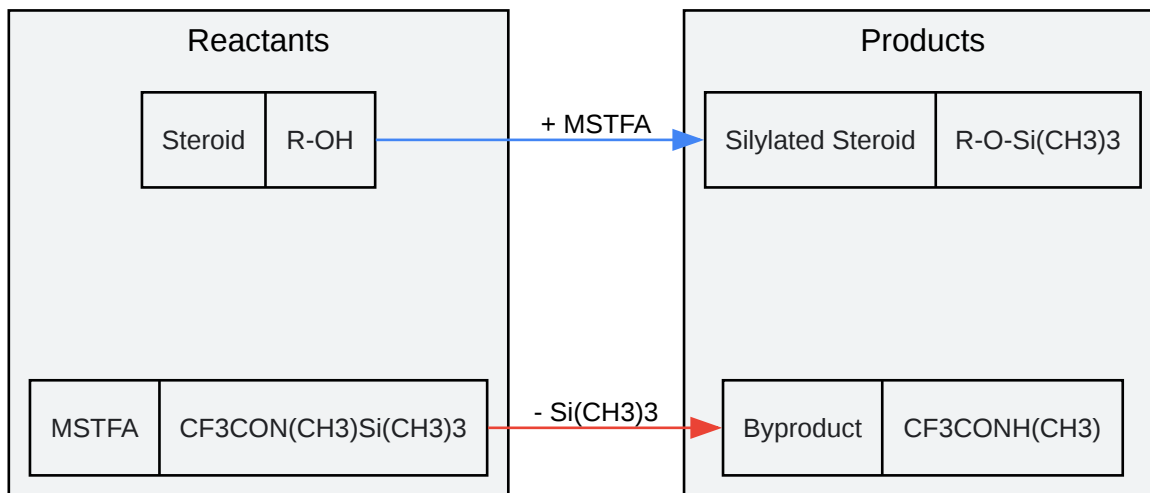 Reactants
Products
Steroid
R-OH
+ MSTFA
Silylated Steroid
R-O-Si(CH3)3
MSTFA
CF3CON(CH3)Si(CH3)3
- Si(CH3)3
Byproduct
CF3CONH(CH3)